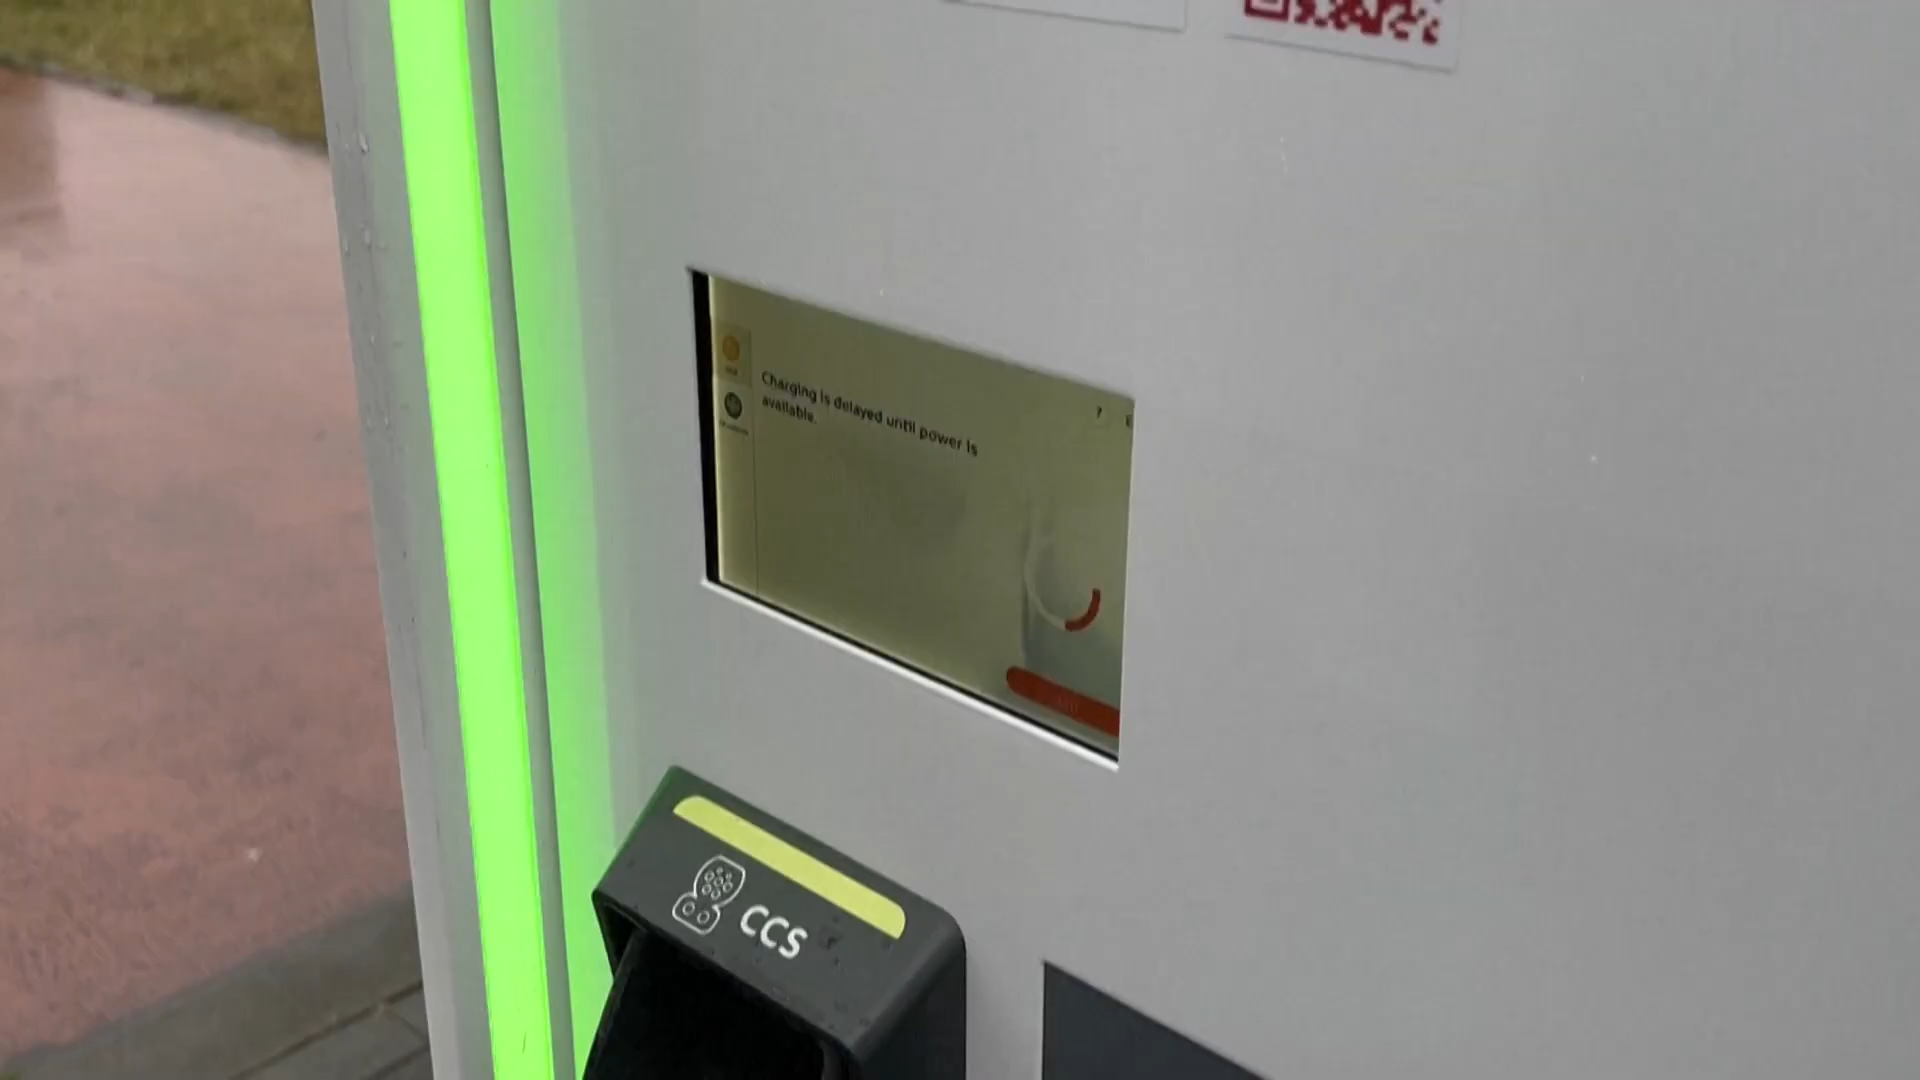 Charging is delayed until power is
available.
?
E
CCS